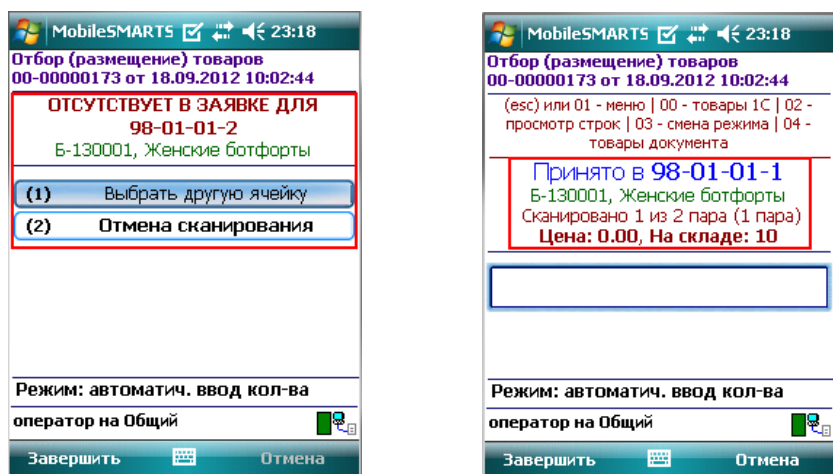 MobileSMARTS 23:18
Отбор (размещение) товаров
00-00000173 от 18.09.2012 10:02:44
ОТСУТСТВУЕТ В ЗАЯВКЕ ДЛЯ
98-01-01-2
Б-130001, Женские ботфорты
(1) Выбрать другую ячейку
(2) Отмена сканирования
Режим: автоматич. ввод кол-ва
оператор на Общий
Завершить Отмена
MobileSMARTS 23:18
Отбор (размещение) товаров
00-00000173 от 18.09.2012 10:02:44
(esc) или 01 - меню | 00 - товары 1С | 02 -
просмотр строк | 03 - смена режима | 04 -
товары документа
Принято в 98-01-01-1
Б-130001, Женские ботфорты
Сканировано 1 из 2 пара (1 пара)
Цена: 0.00, На складе: 10
Режим: автоматич. ввод кол-ва
оператор на Общий
Завершить Отмена